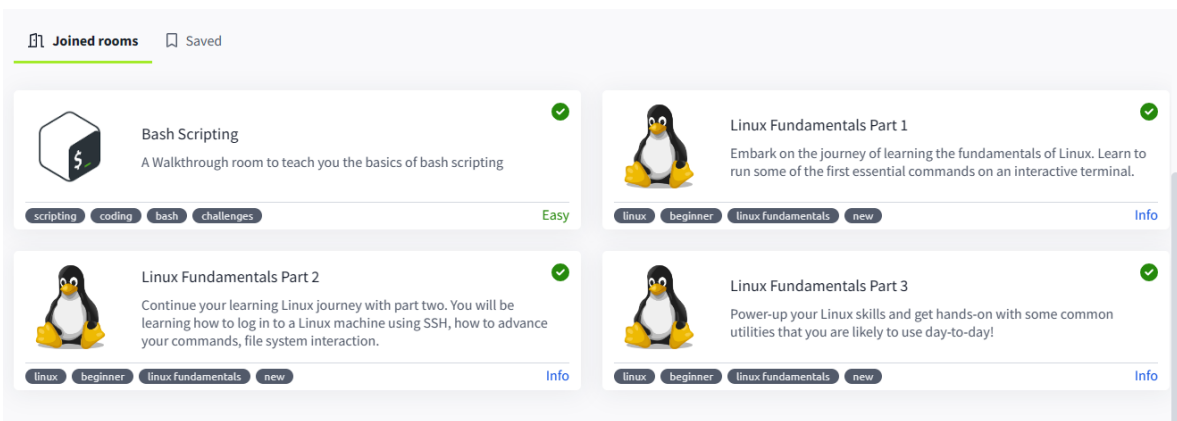 Joined rooms
Saved
$_
Bash Scripting
A Walkthrough room to teach you the basics of bash scripting
scripting coding bash challenges
Easy
Linux Fundamentals Part 1
Embark on the journey of learning the fundamentals of Linux. Learn to
run some of the first essential commands on an interactive terminal.
linux beginner linux fundamentals new
Info
Linux Fundamentals Part 2
Continue your learning Linux journey with part two. You will be
learning how to log in to a Linux machine using SSH, how to advance
your commands, file system interaction.
linux beginner linux fundamentals new
Info
Linux Fundamentals Part 3
Power-up your Linux skills and get hands-on with some common
utilities that you are likely to use day-to-day!
linux beginner linux fundamentals new
Info